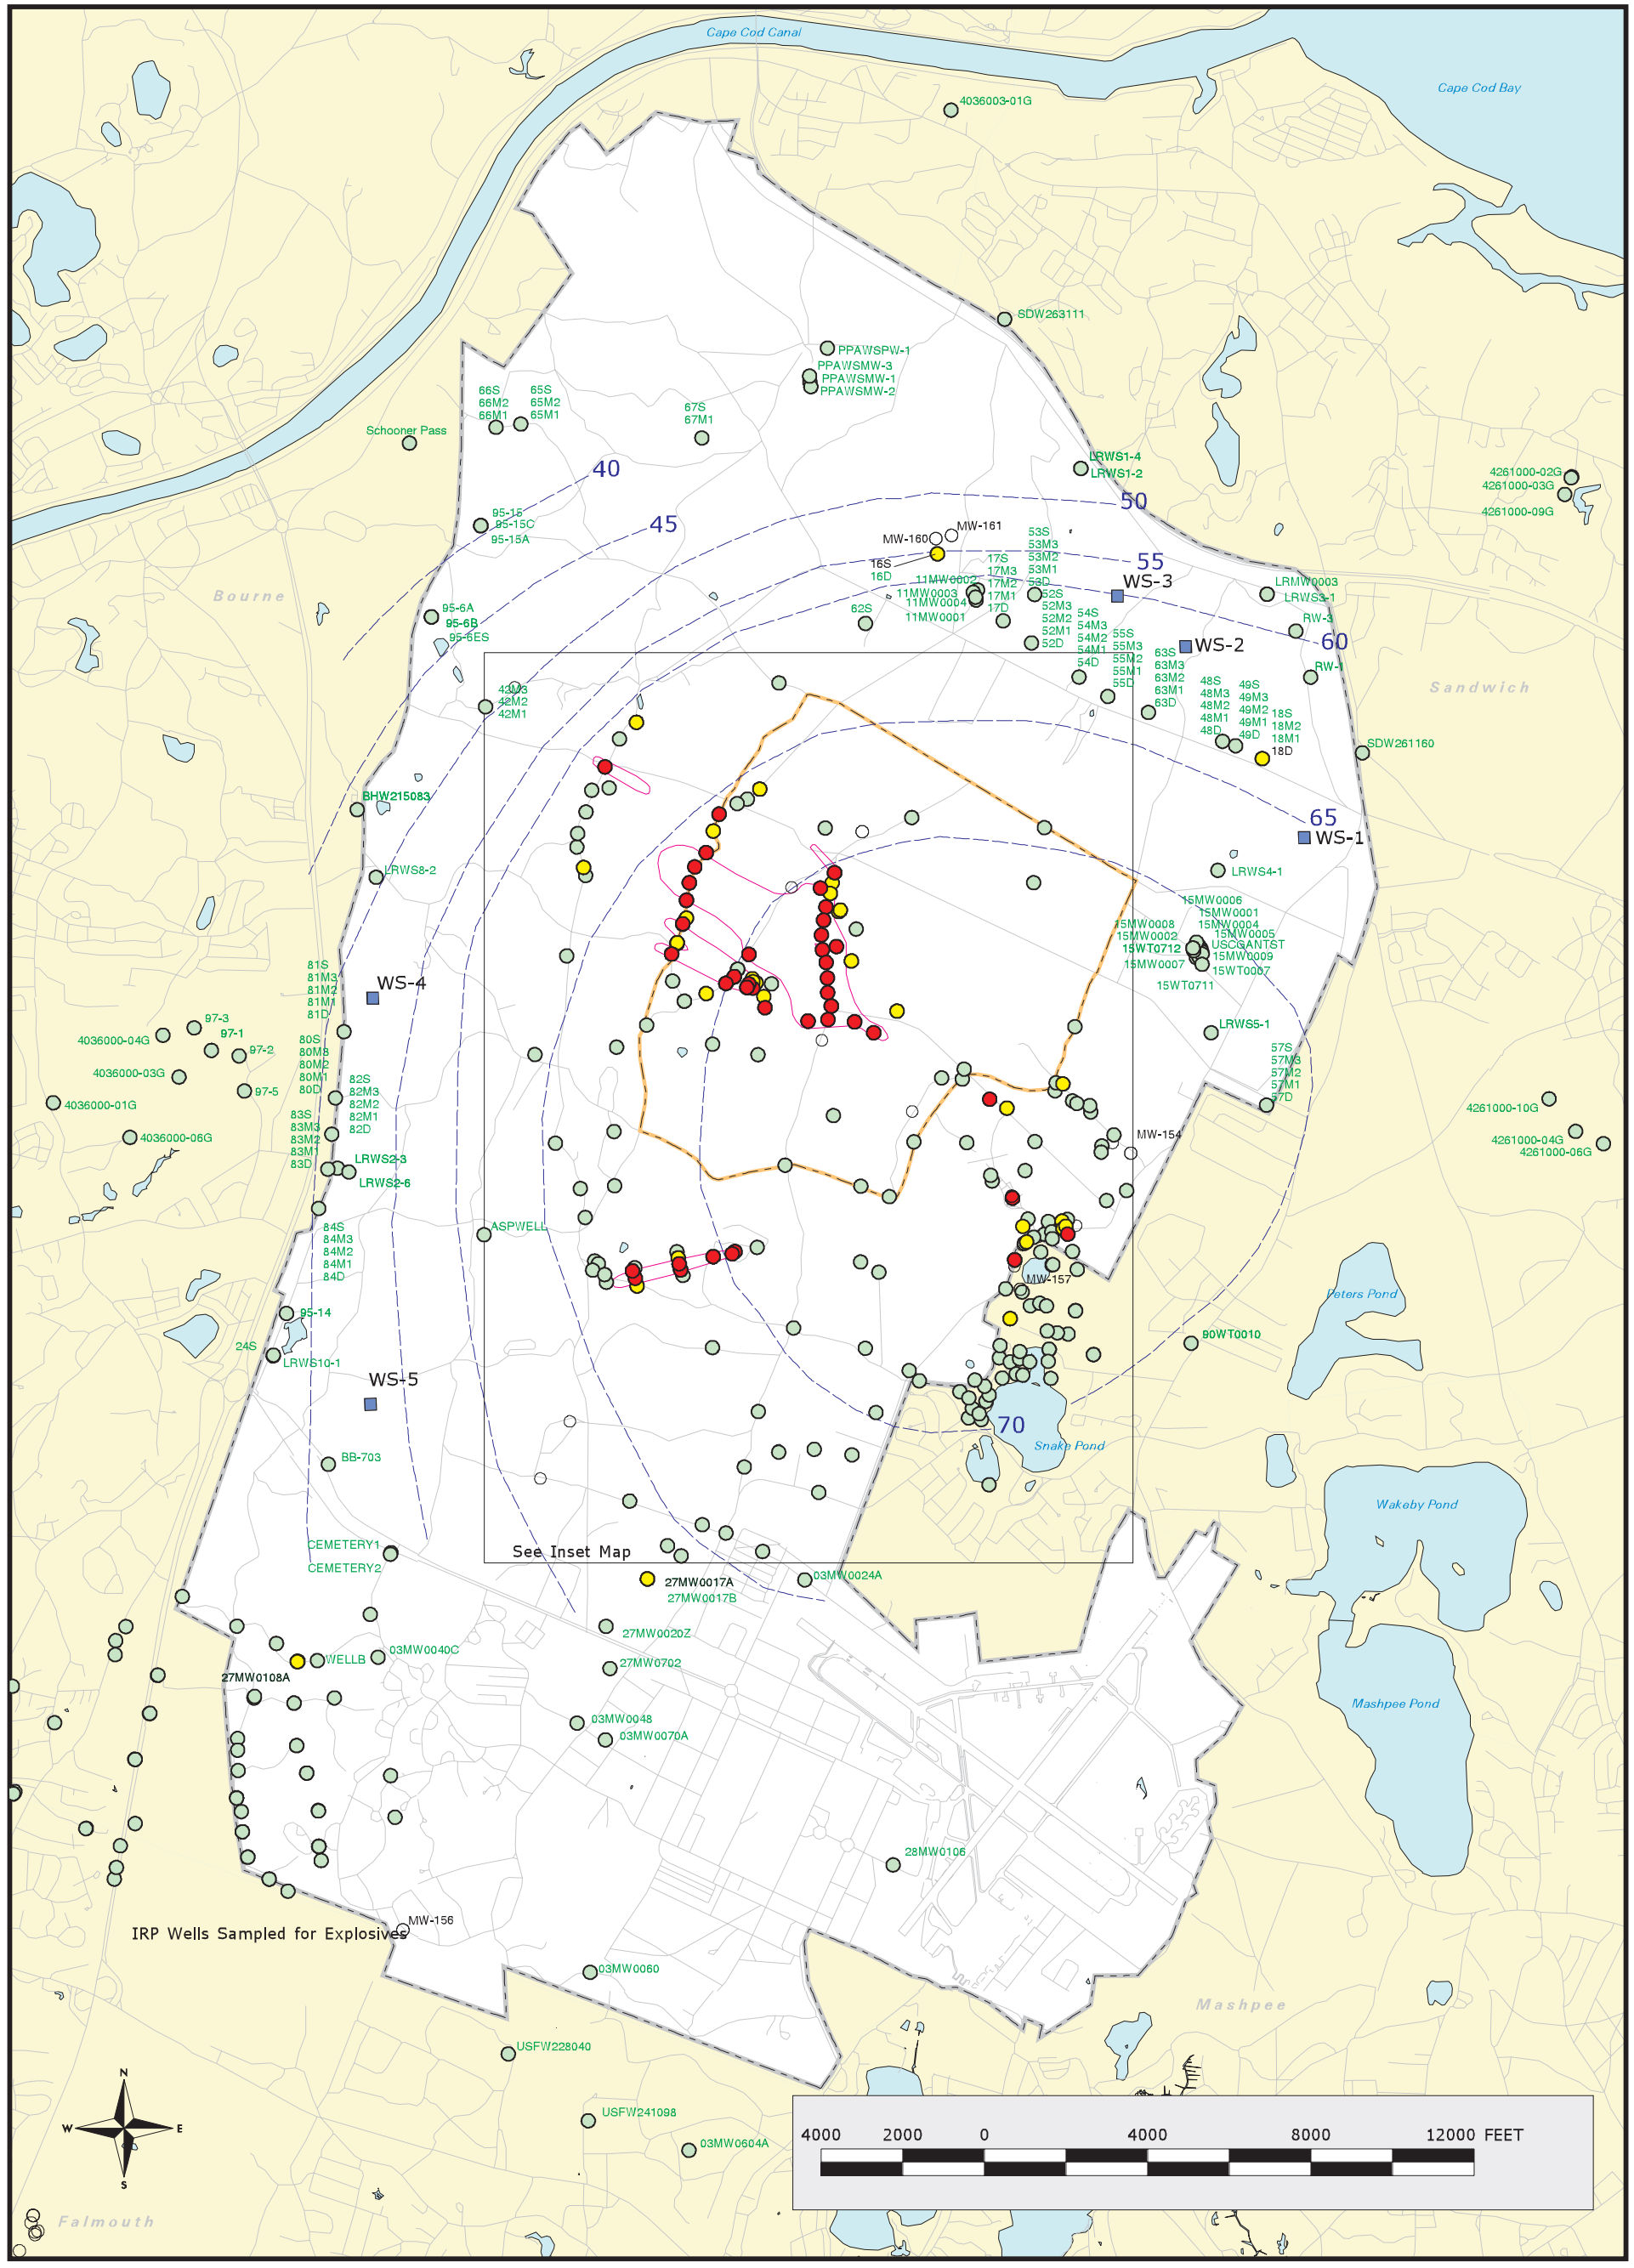 Cape Cod Canal
Cape Cod Bay
4036003-01G
SDW263111
PPAWSPW-1
PPAWSMW-3
PPAWSMW-1
PPAWSMW-2
66S
66M2
66M1
65S
65M2
65M1
67S
67M1
Schooner Pass
LRWS1-4
LRWS1-2
4261000-02G
4261000-03G
4261000-09G
40
45
50
55
95-15
95-15C
95-15A
MW-161
MW-160
16S
16D
53S
53M3
53M2
53M1
53D
17S
17M3
17M2
17M1
17D
11MW0002
11MW0003
11MW0004
11MW0001
WS-3
LRMW0003
LRWS3-1
Bourne
95-6A
95-6B
95-6ES
62S
52S
52M3
52M2
52M1
52D
54S
54M3
54M2
54M1
54D
55S
55M3
55M2
55M1
55D
RW-3
60
WS-2
63S
63M3
63M2
63M1
63D
RW-1
Sandwich
42M3
42M2
42M1
48S
48M3
48M2
48M1
48D
49S
49M3
49M2
49M1
49D
18S
18M2
18M1
18D
SDW261160
BHW215083
65
WS-1
LRWS8-2
LRWS4-1
15MW0006
15MW0001
15MW0008
15MW0004
15MW0002
15MW0005
15WT0712
USCGANTST
15MW0009
15MW0007
15WT0007
15WT0711
81S
81M3
81M2
81M1
81D
WS-4
97-3
4036000-04G
97-1
97-2
4036000-03G
97-5
4036000-01G
4036000-06G
80S
80M3
80M2
80M1
80D
82S
82M3
82M2
82M1
82D
83S
83M3
83M2
83M1
83D
LRWS2-3
LRWS2-6
LRWS5-1
57S
57M3
57M2
57M1
57D
4261000-10G
4261000-04G
4261000-06G
MW-154
ASPWELL
84S
84M3
84M2
84M1
84D
MW-157
Peters Pond
95-14
24S
LRWS10-1
90WT0010
WS-5
70
Snake Pond
BB-703
Wakeby Pond
CEMETERY1
CEMETERY2
See Inset Map
27MW0017A
27MW0017B
03MW0024A
27MW0020Z
WELLB
03MW0040C
27MW0108A
27MW0702
Mashpee Pond
03MW0048
03MW0070A
28MW0106
MW-156
IRP Wells Sampled for Explosives
03MW0060
Mashpee
USFW228040
USFW241098
03MW0604A
N
W
E
S
4000 2000 0 4000 8000 12000 FEET
Falmouth